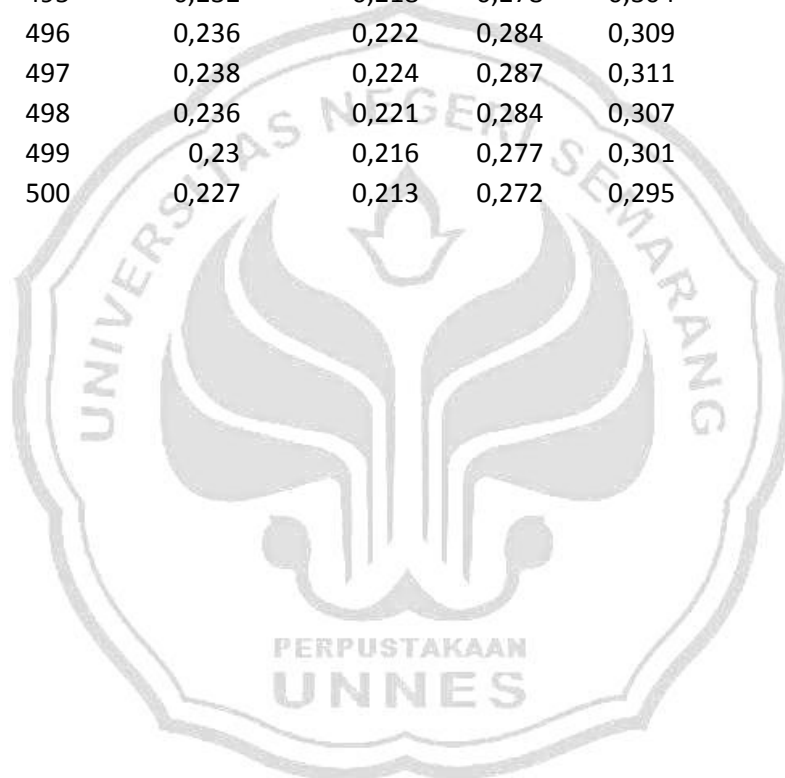 496 0,236 0,222 0,284 0,309
497 0,238 0,224 0,287 0,311
498 0,236 0,221 0,284 0,307
499 0,23 0,216 0,277 0,301
500 0,227 0,213 0,272 0,295
UNIVERSITAS NEGERI SEMARANG
PERPUSTAKAAN
UNNES